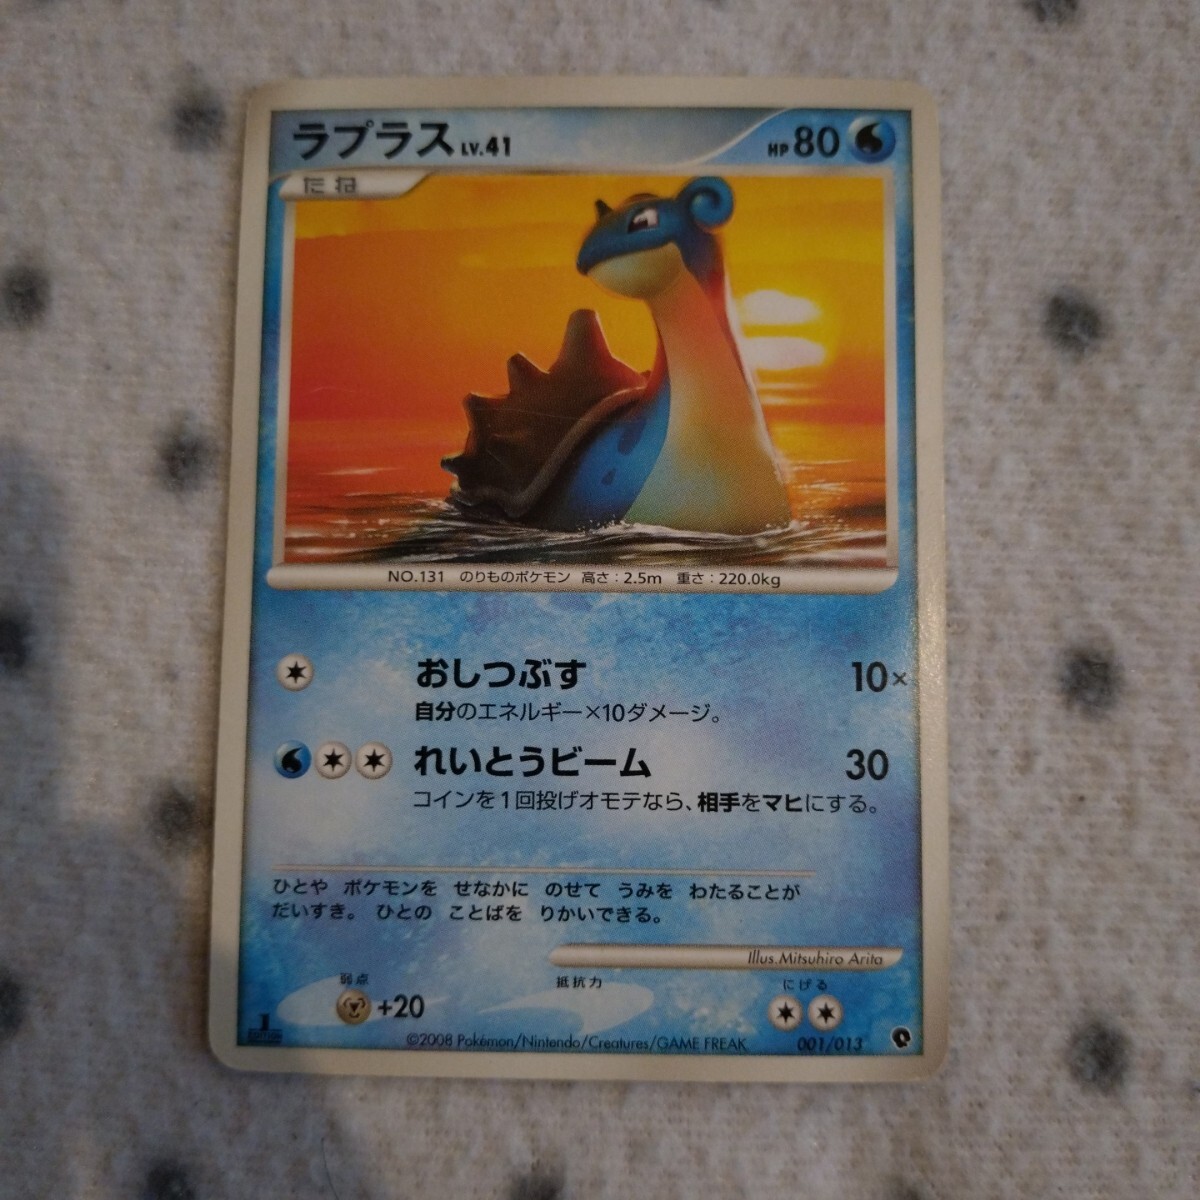 ラプラス LV.41 HP 80
たね
NO.131 のりものポケモン 高さ：2.5m 重さ：220.0kg
おしつぶす 10×
自分のエネルギー×10ダメージ。
れいとうビーム 30
コインを1回投げオモテなら、相手をマヒにする。
ひとや ポケモンを せなかに のせて うみを わたることが
だいすき。 ひとの ことばを りかいできる。
Illus.Mitsuhiro Arita
弱点 抵抗力 にげる
+20
1
EDITION
©2008 Pokémon/Nintendo/Creatures/GAME FREAK 001/013